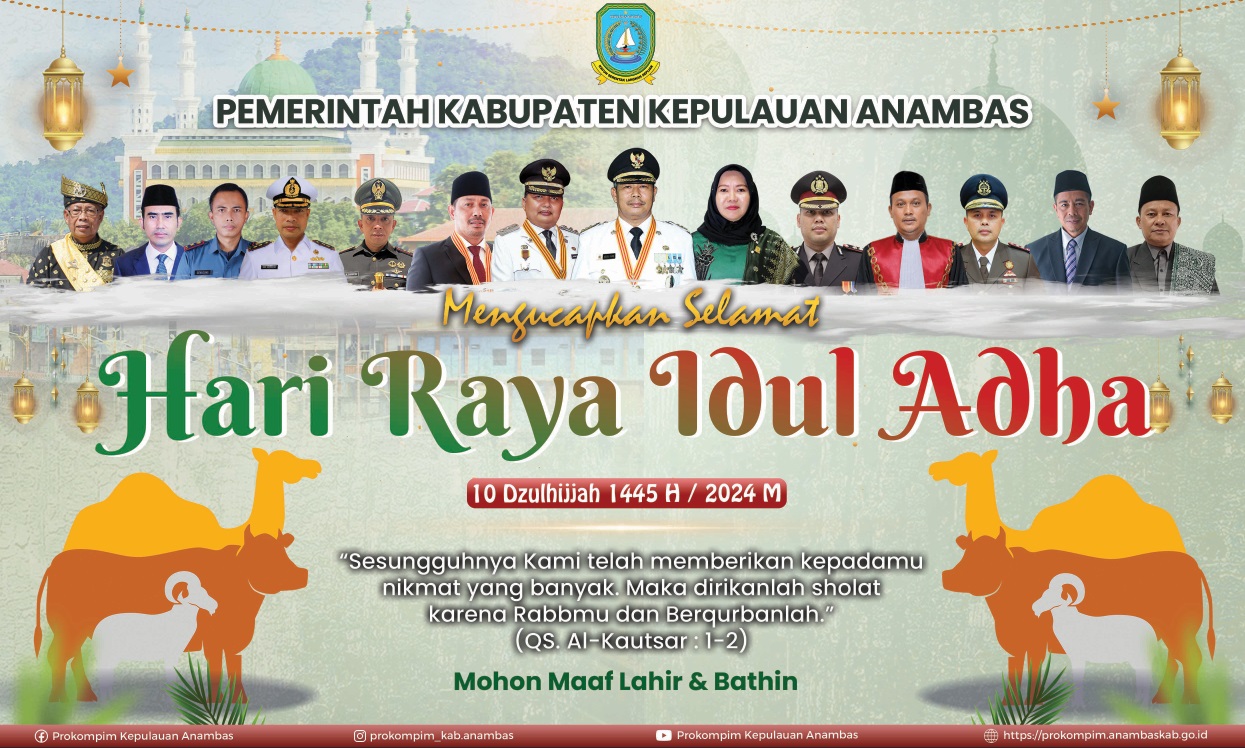 PEMERINTAH KABUPATEN KEPULAUAN ANAMBAS
Mengucapkan Selamat
Hari Raya Idul Adha
10 Dzulhijjah 1445 H / 2024 M
“Sesungguhnya Kami telah memberikan kepadamu
nikmat yang banyak. Maka dirikanlah sholat
karena Rabbmu dan Berqurbanlah.”
(QS. Al-Kautsar : 1-2)
Mohon Maaf Lahir & Bathin
Prokompim Kepulauan Anambas
prokompim_kab.anambas
Prokompim Kepulauan Anambas
https://prokompim.anambaskab.go.id